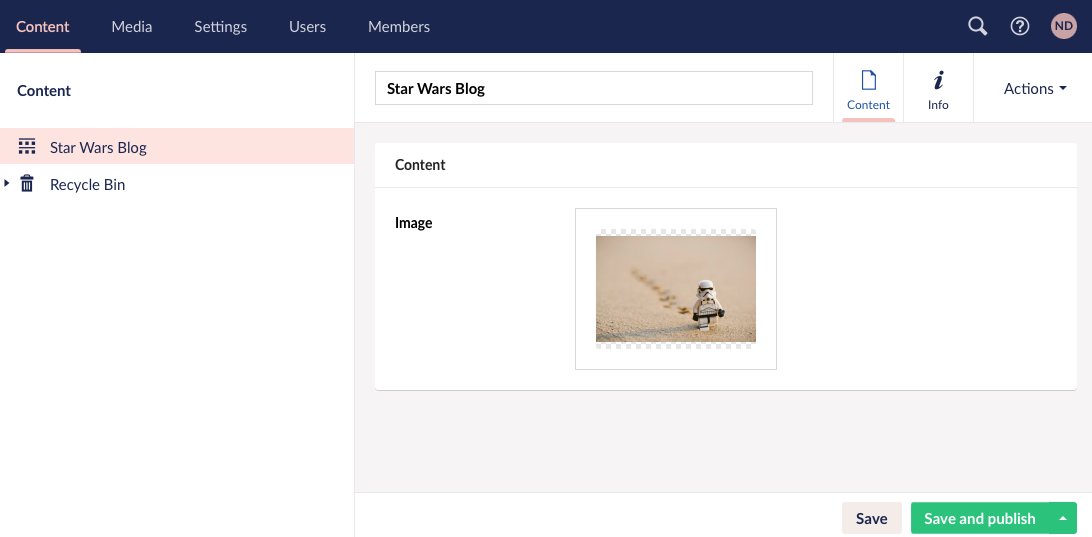 Content Media Settings Users Members ND
Content
Star Wars Blog
Recycle Bin
Star Wars Blog
Content
Info
Actions
Content
Image
Save
Save and publish